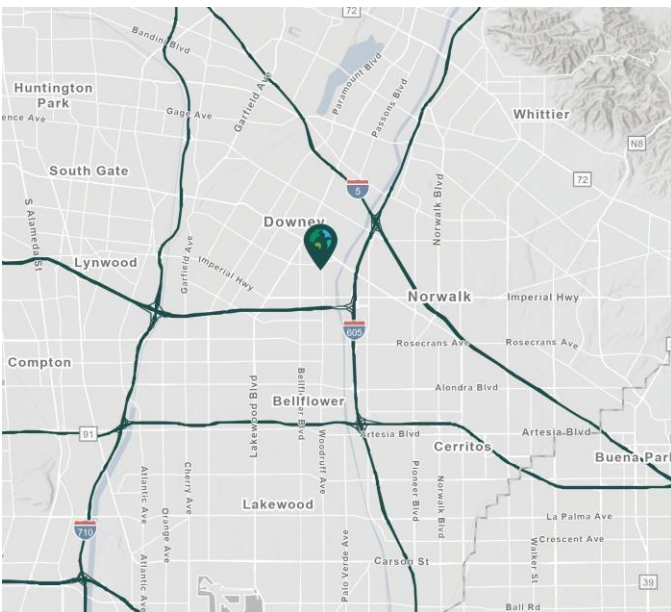 72
Bandini Blvd
Huntington
Park
Garfield Ave
Paramount Blvd
Passons Blvd
Gage Ave
ence Ave
Whittier
N8
South Gate
72
5
Norwalk Blvd
S Alameda St
Downey
Lynwood
Garfield Ave
Imperial Hwy
Norwalk
Imperial Hwy
605
Rosecrans Ave
Rosecrans Ave
Compton
Lakewood Blvd
Bellflower Blvd
Alondra Blvd
Bellflower
91
Artesia Blvd
Artesia Blvd
Woodruff Ave
Cerritos
Buena Par
Atlantic Ave
Cherry Ave
Pioneer Blvd
Norwalk Blvd
Lakewood
Orange Ave
La Palma Ave
710
Palo Verde Ave
Walker St
Crescent Ave
Atlantic Ave
Carson St
39
Ball Rd